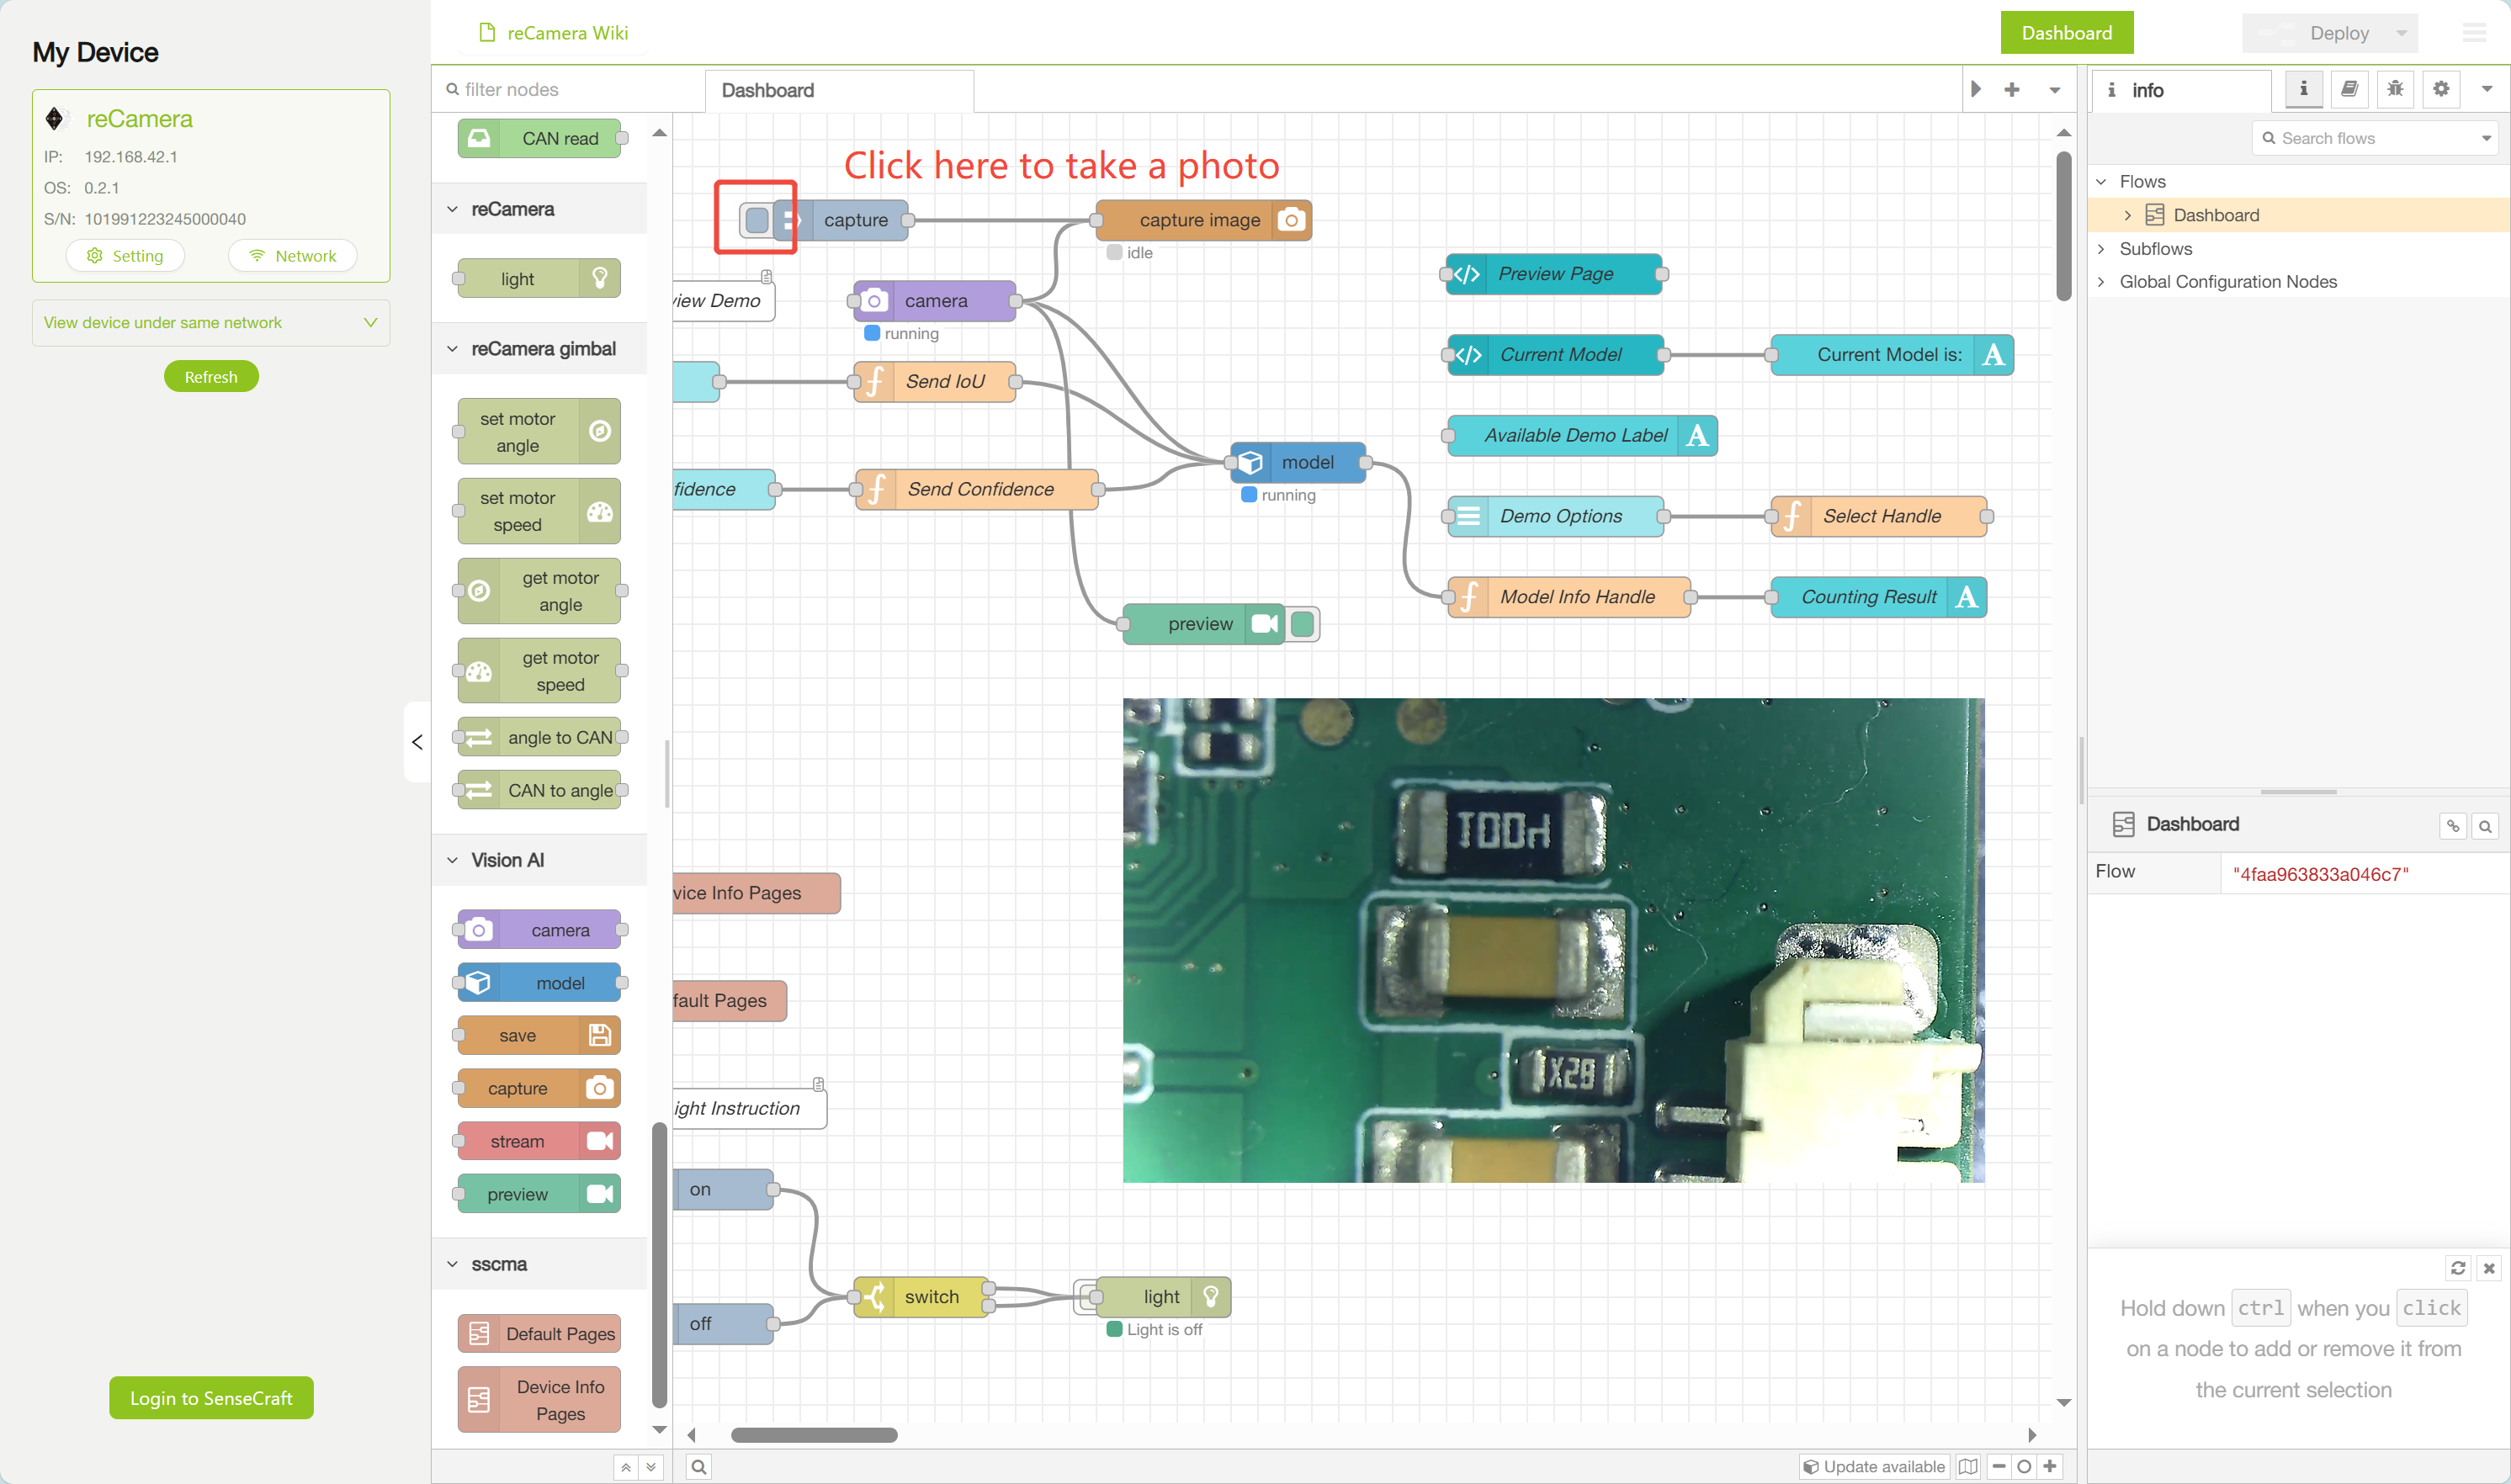 My Device
reCamera
IP: 192.168.42.1
OS: 0.2.1
S/N: 101991223245000040
Setting
Network
View device under same network
Refresh
Login to SenseCraft
reCamera Wiki
Dashboard
Deploy
filter nodes
Dashboard
CAN read
reCamera
light
reCamera gimbal
set motor
angle
set motor
speed
get motor
angle
get motor
speed
angle to CAN
CAN to angle
Vision AI
camera
model
save
capture
stream
preview
sscma
Default Pages
Device Info
Pages
Click here to take a photo
capture
capture image
idle
view Demo
camera
running
Send IoU
fidence
Send Confidence
model
running
preview
Preview Page
Current Model
Current Model is:
Available Demo Label
Demo Options
Select Handle
Model Info Handle
Counting Result
vice Info Pages
fault Pages
ight Instruction
on
off
switch
light
Light is off
X28
Update available
info
Search flows
Flows
Dashboard
Subflows
Global Configuration Nodes
Dashboard
Flow "4faa963833a046c7"
Hold down ctrl when you click
on a node to add or remove it from
the current selection